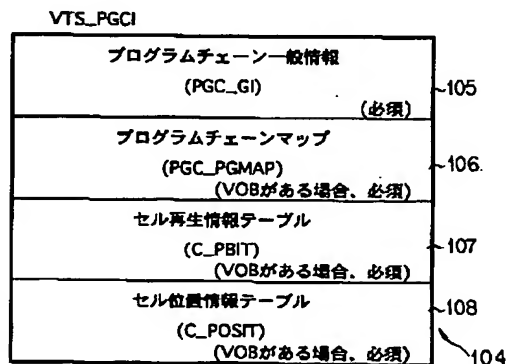 VTS_PGCI
プログラムチェーン一般情報
(PGC_GI)
(必須)
105
プログラムチェーンマップ
(PGC_PGMAP)
(VOBがある場合、必須)
106
セル再生情報テーブル
(C_PBIT)
(VOBがある場合、必須)
107
セル位置情報テーブル
(C_POSIT)
(VOBがある場合、必須)
108
104